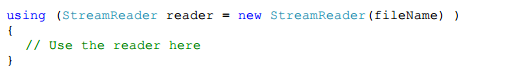 using (StreamReader reader = new StreamReader(fileName) )
{
// Use the reader here
}